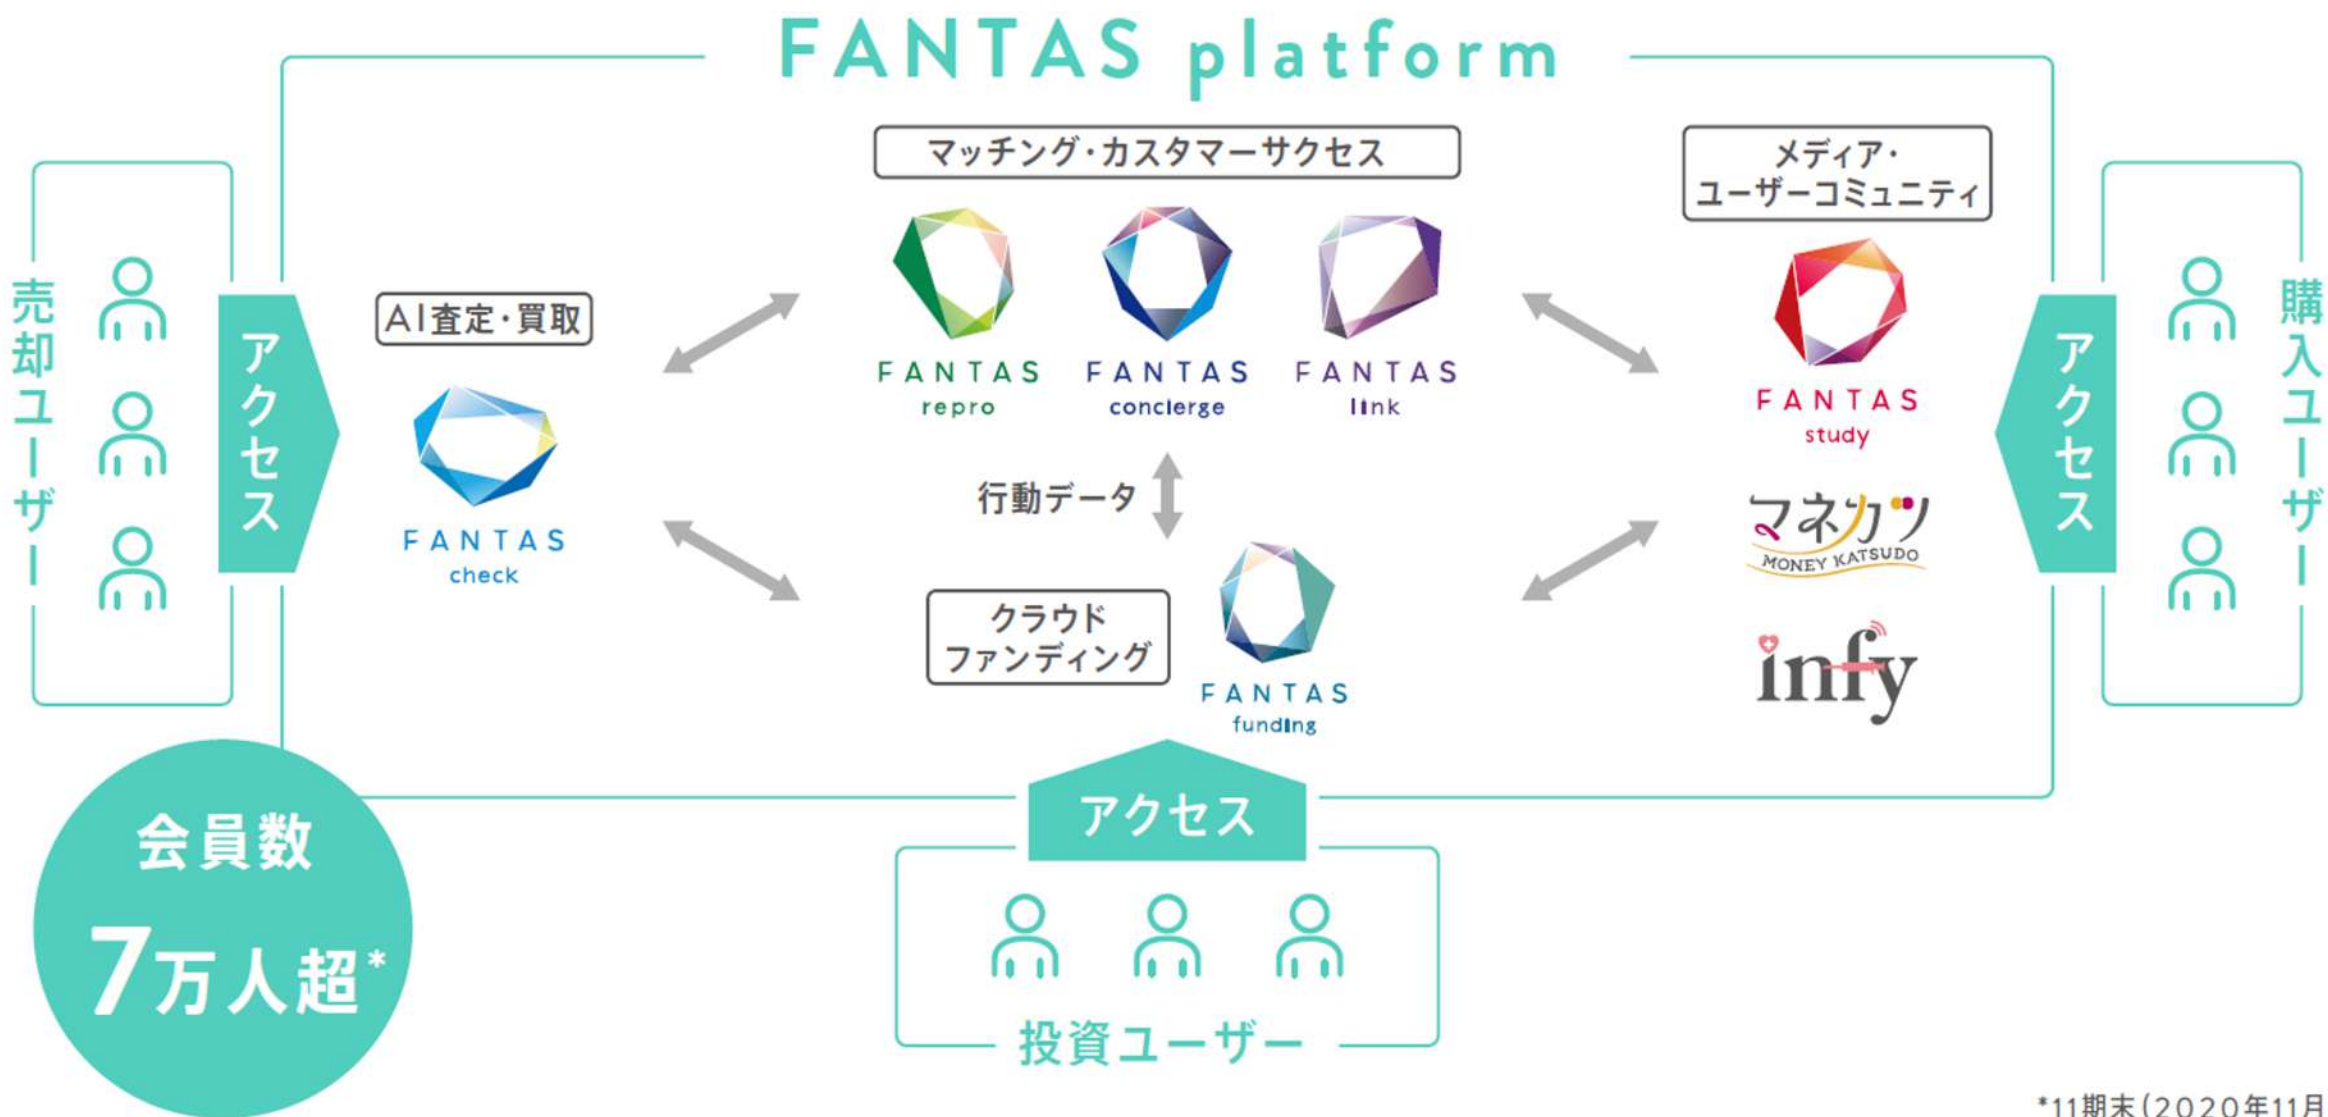 FANTAS platform
マッチング・カスタマーサクセス
メディア・
ユーザーコミュニティ
売却ユーザー
アクセス
AI査定・買取
FANTAS
check
FANTAS
repro
FANTAS
concierge
FANTAS
link
行動データ
クラウド
ファンディング
FANTAS
funding
FANTAS
study
マネカツ
MONEY KATSUDO
infy
アクセス
購入ユーザー
会員数
7万人超*
アクセス
投資ユーザー
*11期末(2020年11月